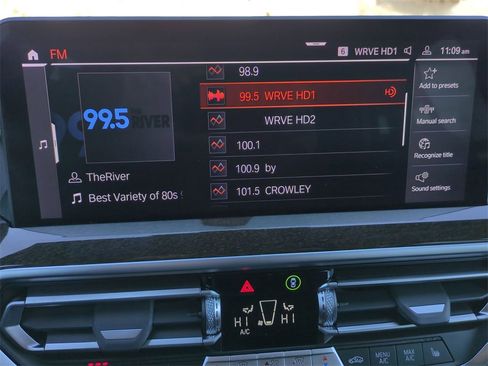 FM
6 WRVE HD1 11:09 am
98.9
99.5 WRVE HD1
WRVE HD2
100.1
100.9 by
101.5 CROWLEY
99.5 THE RIVER
TheRiver
Best Variety of 80s
Add to presets
Manual search
Recognize title
Sound settings
HI HI
A/C
MENU A/C
MAX A/C